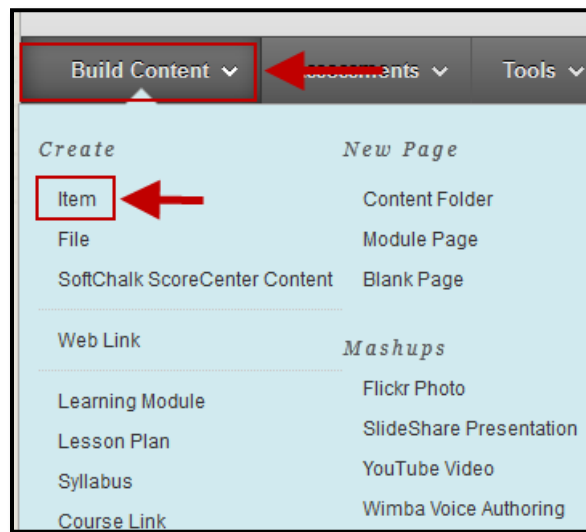 Build Content
ments
Tools
Create
Item
File
SoftChalk ScoreCenter Content
Web Link
Learning Module
Lesson Plan
Syllabus
Course Link
New Page
Content Folder
Module Page
Blank Page
Mashups
Flickr Photo
SlideShare Presentation
YouTube Video
Wimba Voice Authoring